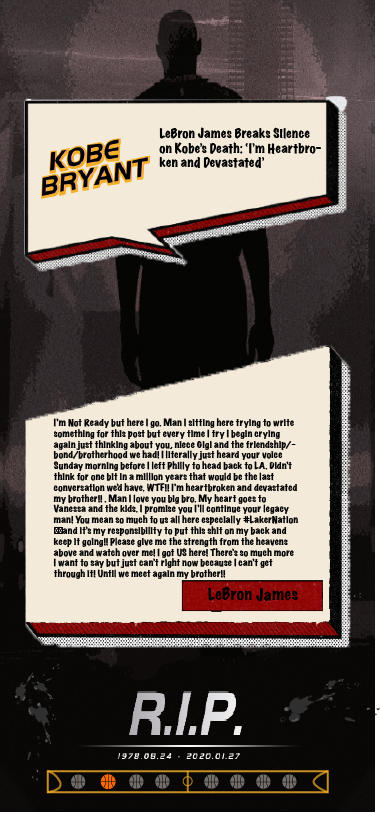 LeBron James Breaks Silence
on Kobe's Death: 'I'm Heartbro-
ken and Devastated'
KOBE
BRYANT
I'm Not Ready but here I go. Man I sitting here trying to write
something for this post but every time I try I begin crying
again just thinking about you, niece Gigi and the friendship/-
bond/brotherhood we had! I literally just heard your voice
Sunday morning before I left Philly to head back to LA. Didn't
think for one bit in a million years that would be the last
conversation we'd have. WTF!! I'm heartbroken and devastated
my brother!! . Man I love you big bro. My heart goes to
Vanessa and the kids. I promise you I'll continue your legacy
man! You mean so much to us all here especially #LakerNation
and it's my responsibility to put this shit on my back and
keep it going!! Please give me the strength from the heavens
above and watch over me! I got US here! There's so much more
I want to say but just can't right now because I can't get
through it! Until we meet again my brother!!
LeBron James
R.I.P.
1978.08.24 - 2020.01.27